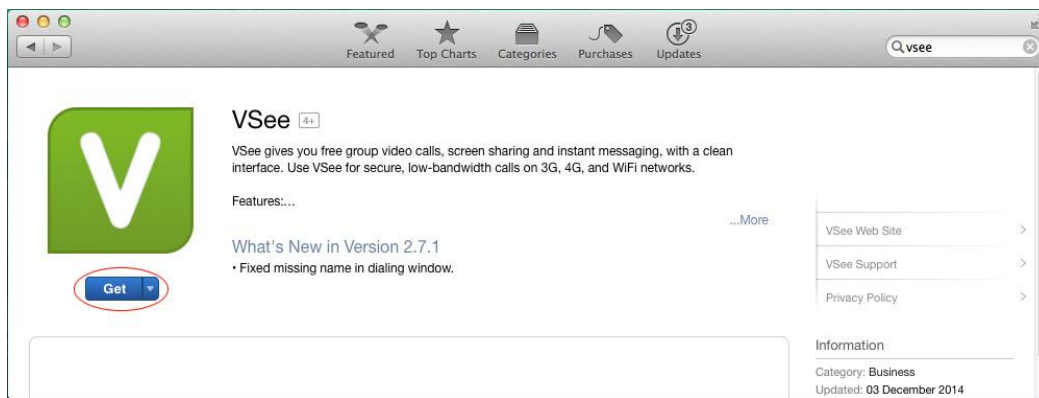 Featured
Top Charts
Categories
Purchases
3
Updates
vsee
V
VSee 4+
VSee gives you free group video calls, screen sharing and instant messaging, with a clean
interface. Use VSee for secure, low-bandwidth calls on 3G, 4G, and WiFi networks.
Features:...
...More
What's New in Version 2.7.1
• Fixed missing name in dialing window.
Get
VSee Web Site
VSee Support
Privacy Policy
Information
Category: Business
Updated: 03 December 2014